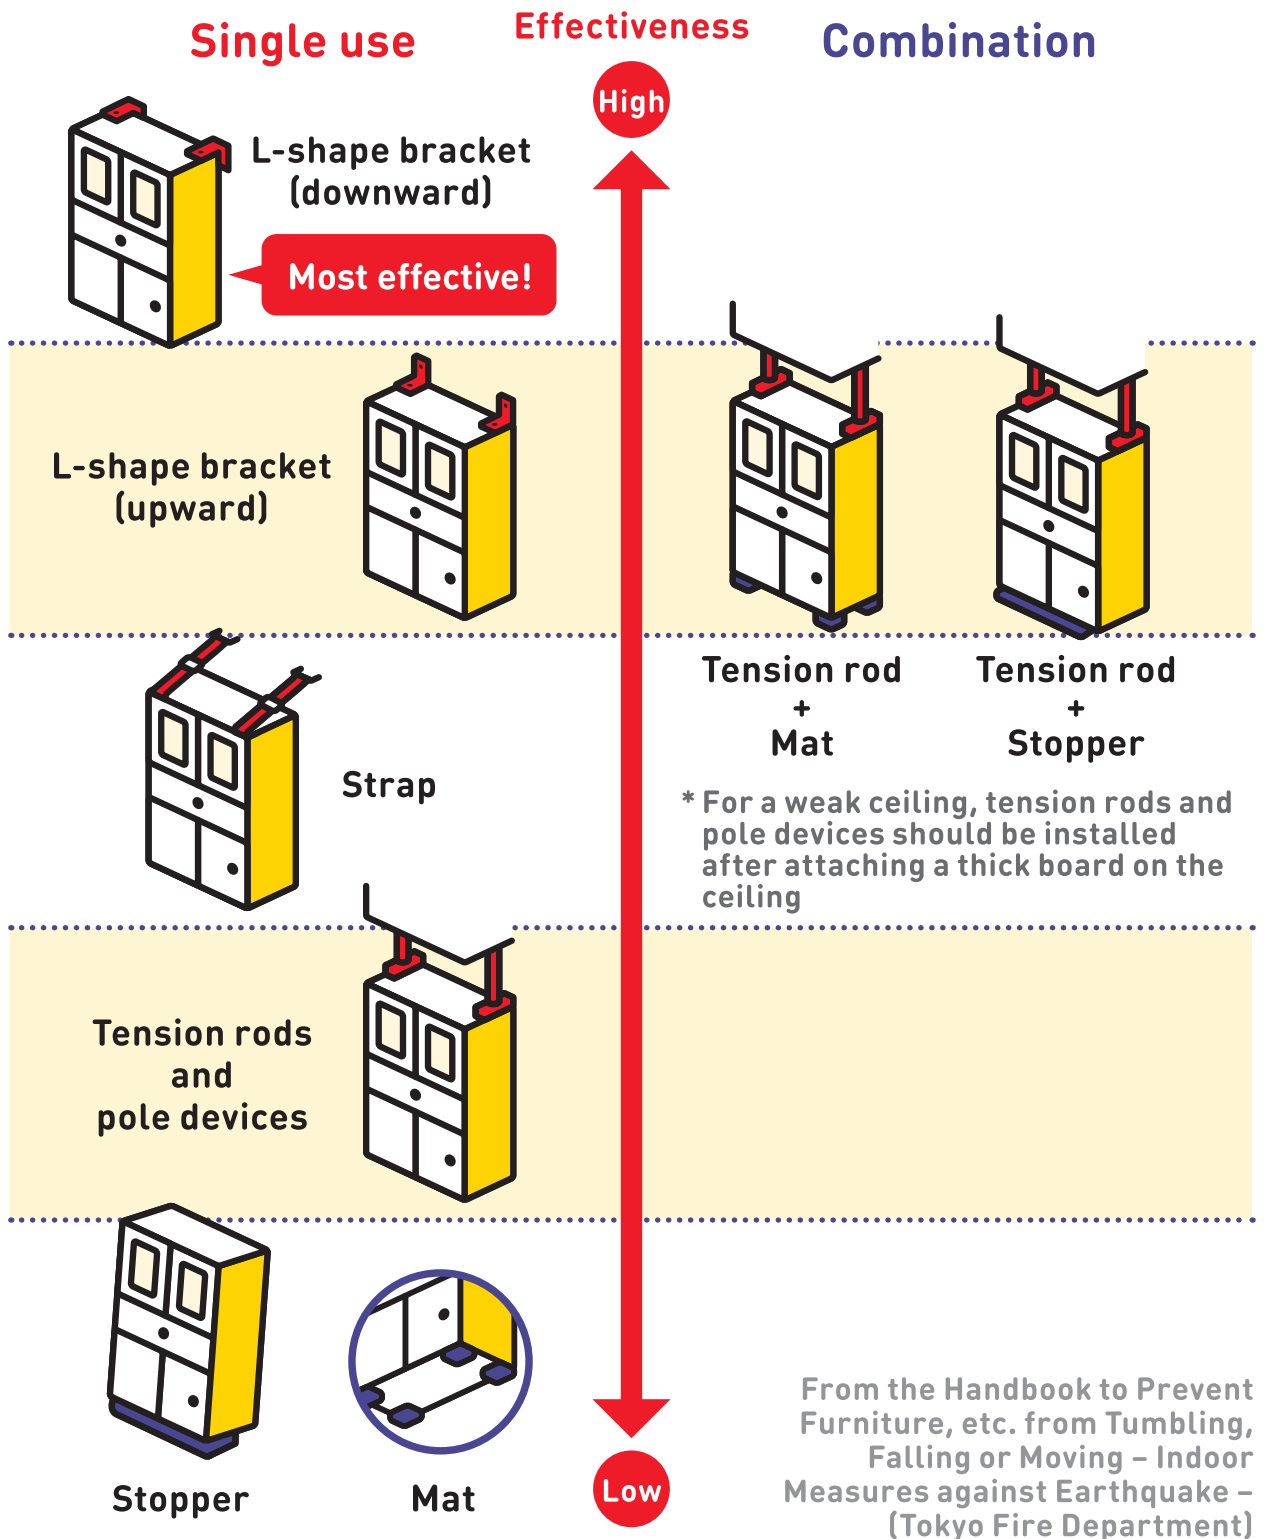 Single use
Effectiveness
Combination
High
L-shape bracket
(downward)
Most effective!
L-shape bracket
(upward)
Tension rod
+
Mat
Tension rod
+
Stopper
Strap
* For a weak ceiling, tension rods and
pole devices should be installed
after attaching a thick board on the
ceiling
Tension rods
and
pole devices
Stopper
Mat
Low
From the Handbook to Prevent
Furniture, etc. from Tumbling,
Falling or Moving – Indoor
Measures against Earthquake –
(Tokyo Fire Department)